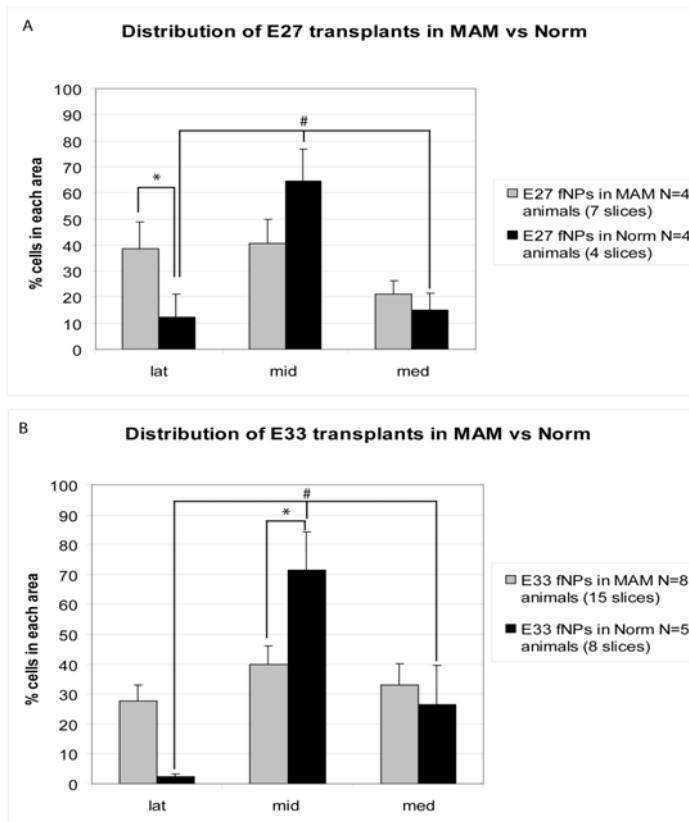 A
Distribution of E27 transplants in MAM vs Norm
% cells in each area
100
90
80
70
60
50
40
30
20
10
0
#
*
lat
mid
med
E27 fNPs in MAM N=4
animals (7 slices)
E27 fNPs in Norm N=4
animals (4 slices)
B
Distribution of E33 transplants in MAM vs Norm
% cells in each area
100
90
80
70
60
50
40
30
20
10
0
#
*
lat
mid
med
E33 fNPs in MAM N=8
animals (15 slices)
E33 fNPs in Norm N=5
animals (8 slices)